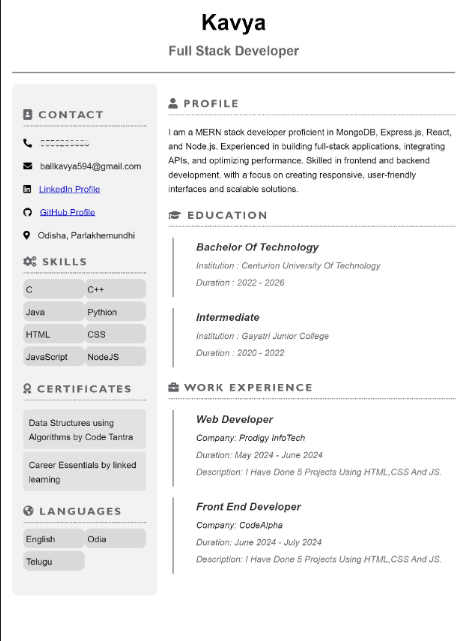 Kavya
Full Stack Developer
CONTACT
ballkavya594@gmail.com
LinkedIn Profile
GitHub Profile
Odisha, Parlakhemundhi
SKILLS
C C++
Java Pythion
HTML CSS
JavaScript NodeJS
CERTIFICATES
Data Structures using
Algorithms by Code Tantra
Career Essentials by linked
learning
LANGUAGES
English Odia
Telugu
PROFILE
I am a MERN stack developer proficient in MongoDB, Express.js, React,
and Node.js. Experienced in building full-stack applications, integrating
APIs, and optimizing performance. Skilled in frontend and backend
development, with a focus on creating responsive, user-friendly
interfaces and scalable solutions.
EDUCATION
Bachelor Of Technology
Institution : Centurion University Of Technology
Duration : 2022 - 2026
Intermediate
Institution : Gayatri Junior College
Duration : 2020 - 2022
WORK EXPERIENCE
Web Developer
Company: Prodigy InfoTech
Duration: May 2024 - June 2024
Description: I Have Done 5 Projects Using HTML,CSS And JS.
Front End Developer
Company: CodeAlpha
Duration: June 2024 - July 2024
Description: I Have Done 5 Projects Using HTML,CSS And JS.